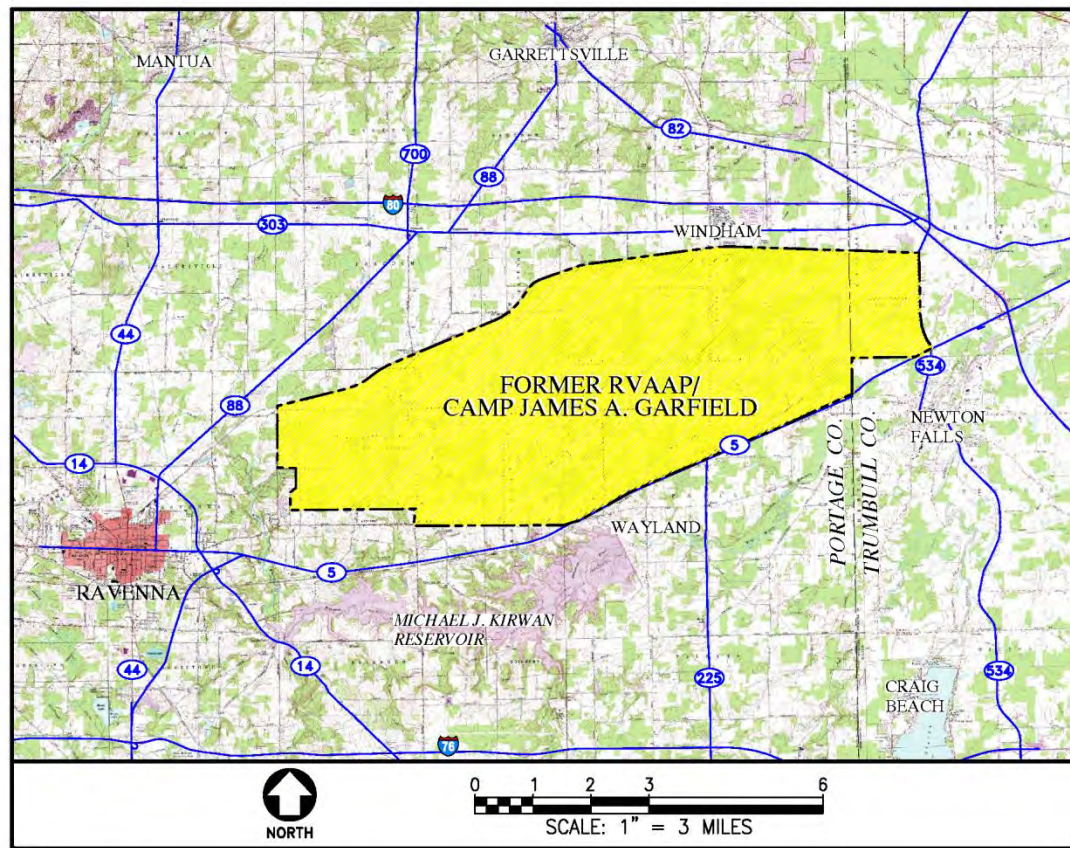 MANTUA
GARRETTSVILLE
82
700
88
80
303
WINDHAM
44
FORMER RVAAP/
CAMP JAMES A. GARFIELD
534
88
NEWTON
FALLS
5
14
PORTAGE CO.
TRUMBULL CO.
WAYLAND
5
RAVENNA
MICHAEL J. KIRWAN
RESERVOIR
44
14
225
534
CRAIG
BEACH
76
NORTH
0 1 2 3 6
SCALE: 1" = 3 MILES